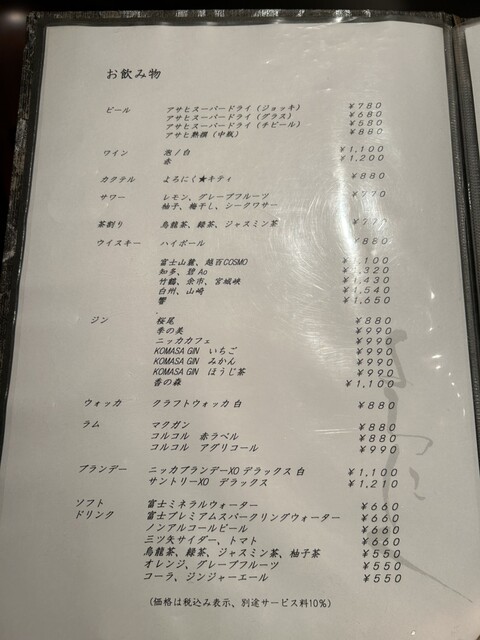 お飲み物
ビール アサヒスーパードライ（ジョッキ） ￥780
アサヒスーパードライ（グラス） ￥680
アサヒスーパードライ（チビール） ￥580
アサヒ熟撰（中瓶） ￥880
ワイン 泡／白 ￥1,100
赤 ￥1,200
カクテル よろにく★キティ ￥880
サワー レモン、グレープフルーツ ￥770
柚子、梅干し、シークワサー
茶割り 烏龍茶、緑茶、ジャスミン茶 ￥770
ウイスキー ハイボール ￥880
富士山麓、越百COSMO ￥1,100
知多、碧Ao ￥1,320
竹鶴、余市、宮城峡 ￥1,430
白州、山崎 ￥1,540
響 ￥1,650
ジン 桜尾 ￥880
季の美 ￥990
ニッカカフェ ￥990
KOMASA GIN いちご ￥990
KOMASA GIN みかん ￥990
KOMASA GIN ほうじ茶 ￥990
香の森 ￥1,100
ウォッカ クラフトウォッカ 白 ￥880
ラム マクガン ￥880
コルコル 赤ラベル ￥880
コルコル アグリコール ￥990
ブランデー ニッカブランデーXO デラックス 白 ￥1,100
サントリーXO デラックス ￥1,210
ソフト 富士ミネラルウォーター ￥660
ドリンク 富士プレミアムスパークリングウォーター ￥660
ノンアルコールビール ￥660
三ツ矢サイダー、トマト ￥660
烏龍茶、緑茶、ジャスミン茶、柚子茶 ￥550
オレンジ、グレープフルーツ ￥550
コーラ、ジンジャーエール ￥550
（価格は税込み表示、別途サービス料10％）